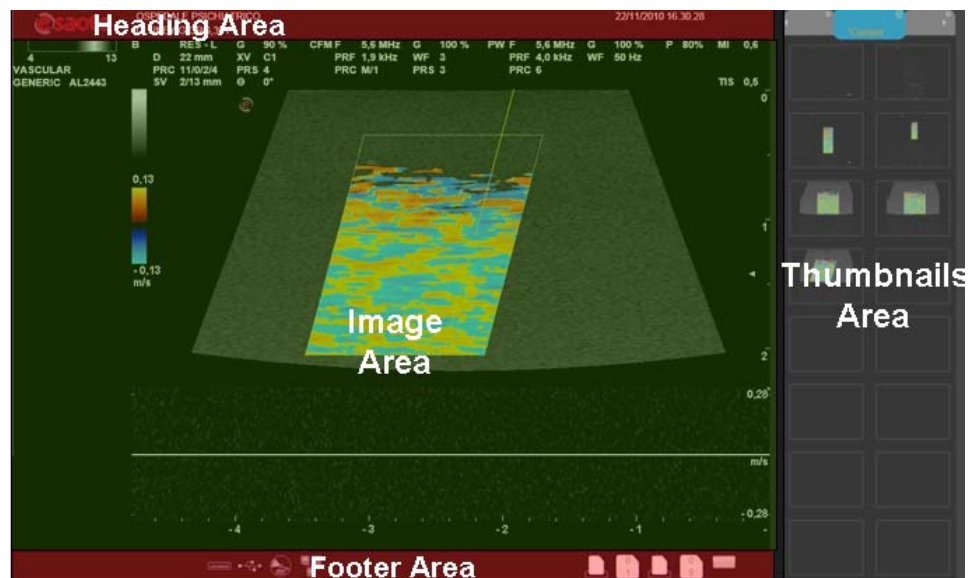 esaote
OSPEDALE PSICHIATRICO
Heading Area
22/11/2010 16.30.28
4 13
VASCULAR
GENERIC AL2443
B RES - L G 90 % CFM F 5,6 MHz G 100 % PW F 5,6 MHz G 100 % P 80% MI 0,6
D 22 mm XV C1 PRF 1,9 kHz WF 3 PRF 4,0 kHz WF 50 Hz
PRC 11/0/2/4 PRS 4 PRC M/1 PRS 3 PRC 6
SV 2/13 mm Θ 0° TIS 0,5
0
0,13
1
- 0,13
m/s
Thumbnails
Area
Image
Area
2
0,28
m/s
-0,28
-4 -3 -2 -1
Footer Area